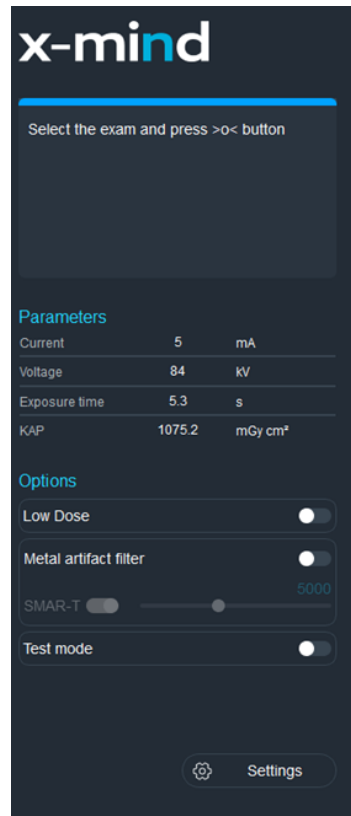 x-mind
Select the exam and press >o< button
Parameters
Current 5 mA
Voltage 84 kV
Exposure time 5.3 s
KAP 1075.2 mGy cm²
Options
Low Dose
Metal artifact filter
5000
SMAR-T
Test mode
Settings